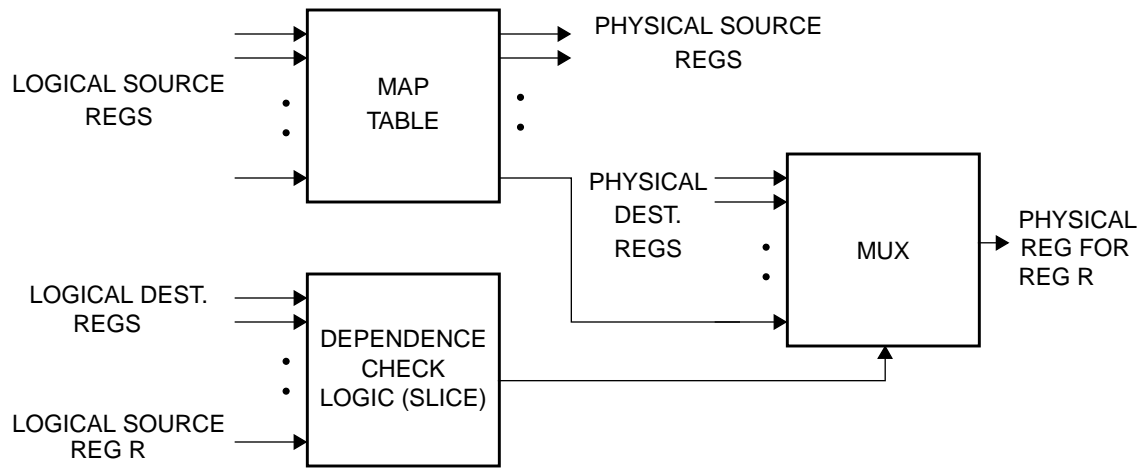 LOGICAL SOURCE
REGS
MAP
TABLE
PHYSICAL SOURCE
REGS
PHYSICAL
DEST.
REGS
MUX
PHYSICAL
REG FOR
REG R
LOGICAL DEST.
REGS
DEPENDENCE
CHECK
LOGIC (SLICE)
LOGICAL SOURCE
REG R